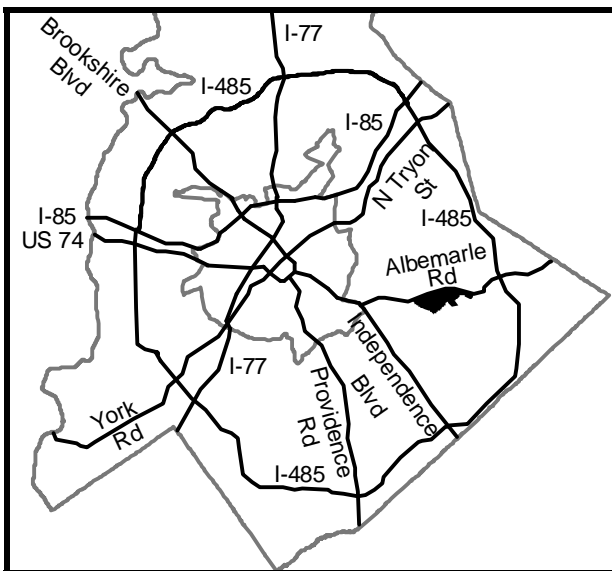 I-77
Brookshire
Blvd
I-485
I-85
N Tryon
St
I-85
US 74
I-485
Albemarle
Rd
Independence
Blvd
I-77
Providence
Rd
York
Rd
I-485